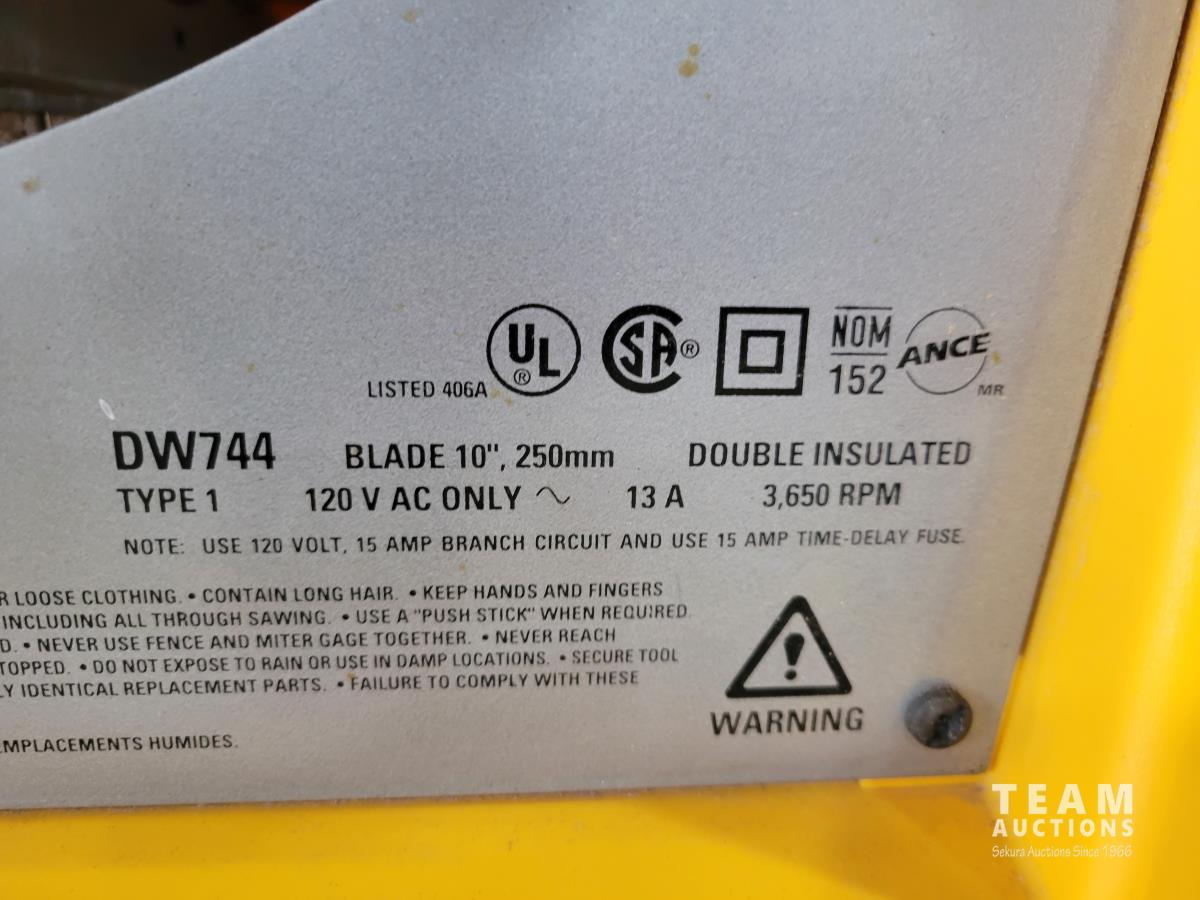 UL® SA® NOM ANCE
LISTED 406A 152 MR
DW744 BLADE 10", 250mm DOUBLE INSULATED
TYPE 1 120 V AC ONLY ~ 13 A 3,650 RPM
NOTE: USE 120 VOLT, 15 AMP BRANCH CIRCUIT AND USE 15 AMP TIME-DELAY FUSE.
R LOOSE CLOTHING. • CONTAIN LONG HAIR. • KEEP HANDS AND FINGERS
INCLUDING ALL THROUGH SAWING. • USE A "PUSH STICK" WHEN REQUIRED.
D. • NEVER USE FENCE AND MITER GAGE TOGETHER. • NEVER REACH
TOPPED. • DO NOT EXPOSE TO RAIN OR USE IN DAMP LOCATIONS. • SECURE TOOL
LY IDENTICAL REPLACEMENT PARTS. • FAILURE TO COMPLY WITH THESE
WARNING
EMPLACEMENTS HUMIDES.
TEAM
AUCTIONS
Sekura Auctions Since 1966